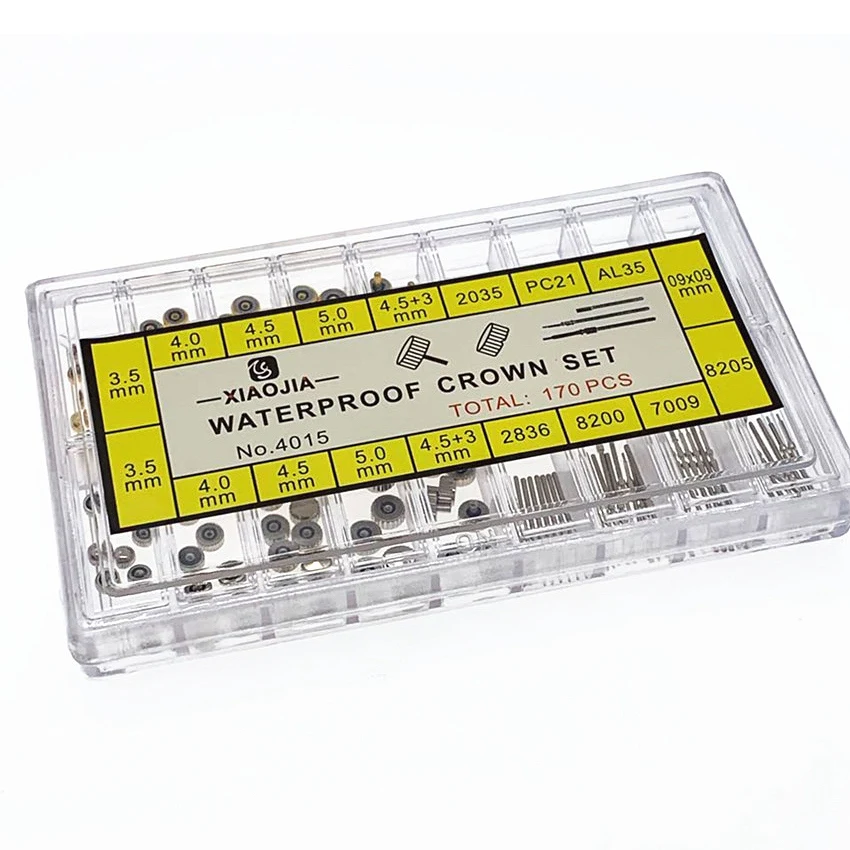 3.5 mm
4.0 mm
4.5 mm
5.0 mm
4.5+3 mm
2035
PC21
AL35
09x09 mm
XIAOJIA
WATERPROOF CROWN SET
TOTAL: 170 PCS
No.4015
3.5 mm
4.0 mm
4.5 mm
5.0 mm
4.5+3 mm
2836
8200
7009
8205